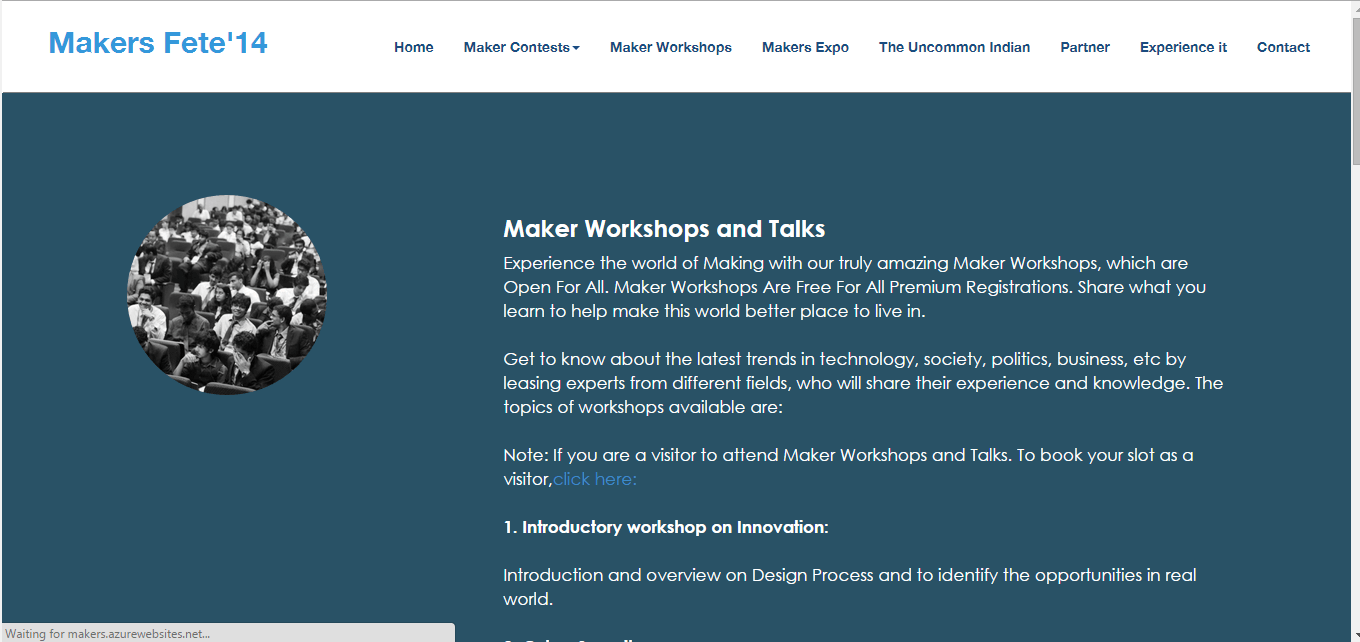 Makers Fete'14
Home
Maker Contests
Maker Workshops
Makers Expo
The Uncommon Indian
Partner
Experience it
Contact
Maker Workshops and Talks
Experience the world of Making with our truly amazing Maker Workshops, which are
Open For All. Maker Workshops Are Free For All Premium Registrations. Share what you
learn to help make this world better place to live in.
Get to know about the latest trends in technology, society, politics, business, etc by
leasing experts from different fields, who will share their experience and knowledge. The
topics of workshops available are:
Note: If you are a visitor to attend Maker Workshops and Talks. To book your slot as a
visitor,click here:
1. Introductory workshop on Innovation:
Introduction and overview on Design Process and to identify the opportunities in real
world.
Waiting for makers.azurewebsites.net...